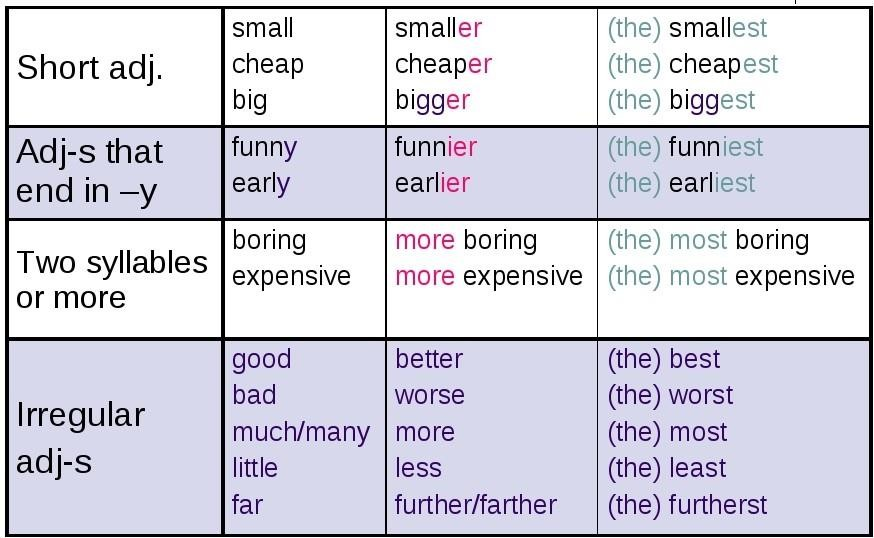 Short adj.
small smaller (the) smallest
cheap cheaper (the) cheapest
big bigger (the) biggest
Adj-s that
end in –y
funny funnier (the) funniest
early earlier (the) earliest
Two syllables
or more
boring more boring (the) most boring
expensive more expensive (the) most expensive
Irregular
adj-s
good better (the) best
bad worse (the) worst
much/many more (the) most
little less (the) least
far further/farther (the) furtherst